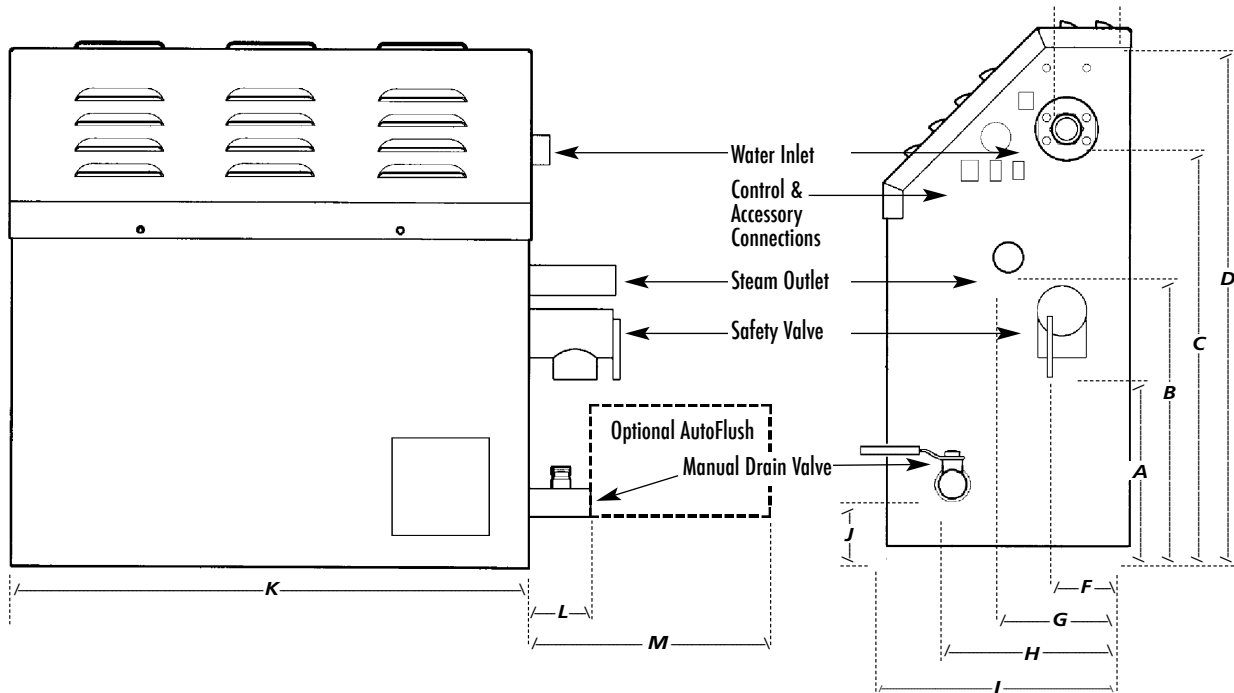 Water Inlet
Control &
Accessory
Connections
Steam Outlet
Safety Valve
Optional AutoFlush
Manual Drain Valve
D
C
B
A
J
F
G
H
I
K
L
M